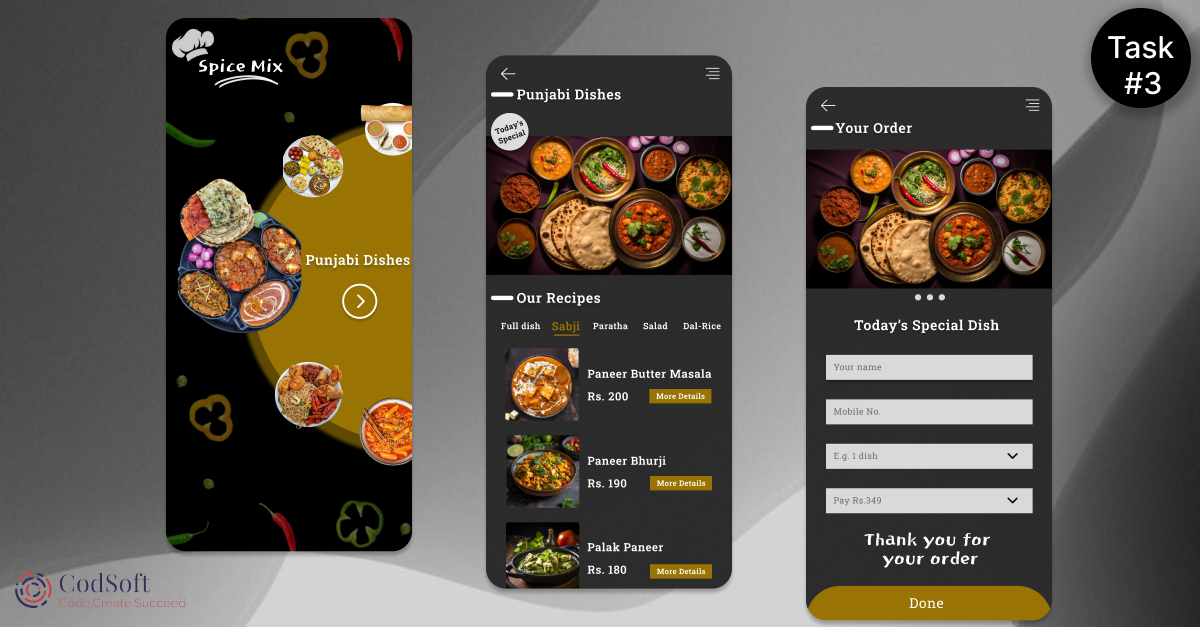 Task
#3
Spice Mix
Punjabi Dishes
Punjabi Dishes
Today's
Special
Our Recipes
Full dish Sabji Paratha Salad Dal-Rice
Paneer Butter Masala
Rs. 200 More Details
Paneer Bhurji
Rs. 190 More Details
Palak Paneer
Rs. 180 More Details
Your Order
Today's Special Dish
Your name
Mobile No.
E.g. 1 dish
Pay Rs.349
Thank you for
your order
Done
CodSoft
Code.Create.Succeed